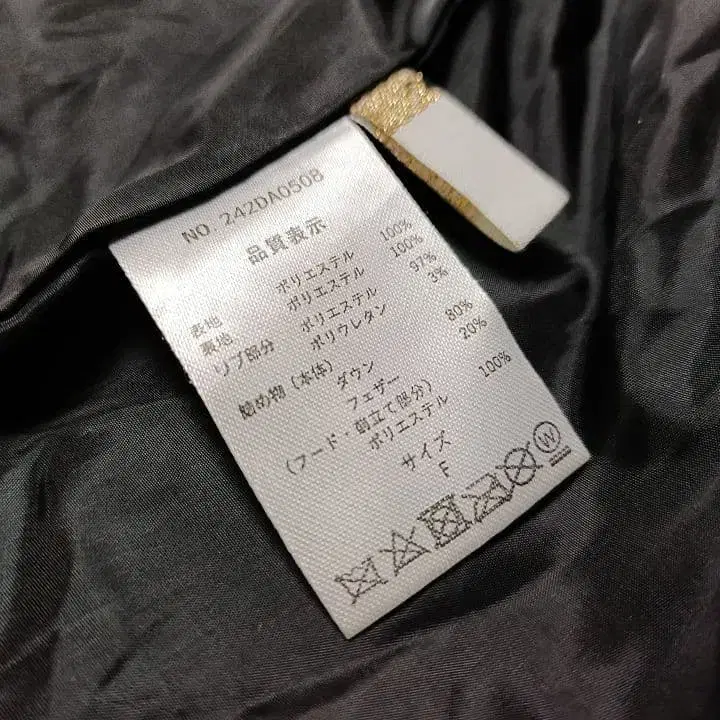 NO. 242DA0508
品質表示
表地 ポリエステル 100%
裏地 ポリエステル 100%
リブ部分 ポリエステル 97%
ポリウレタン 3%
詰め物（本体） ダウン 80%
フェザー 20%
（フード・前立て部分）
ポリエステル 100%
サイズ
F
W